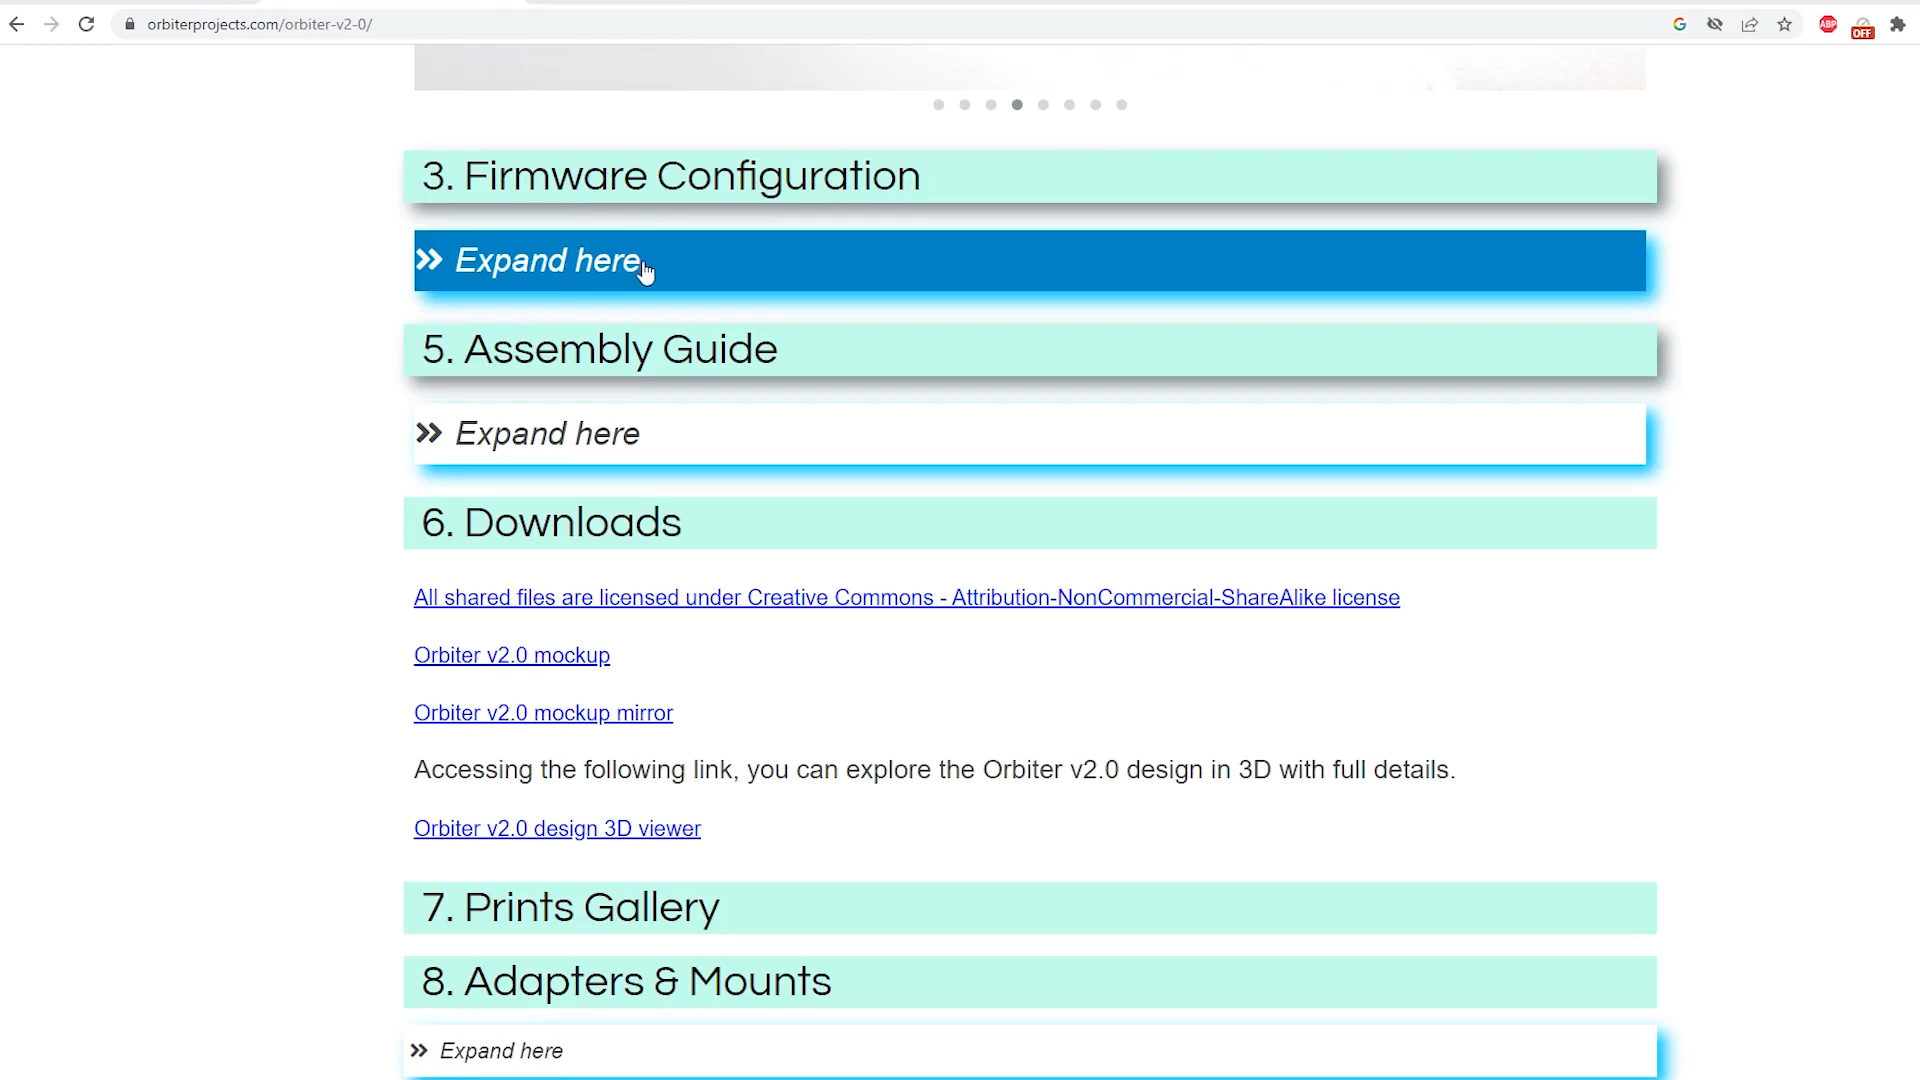 orbiterprojects.com/orbiter-v2-0/
ABP
OFF
3. Firmware Configuration
Expand here
5. Assembly Guide
Expand here
6. Downloads
All shared files are licensed under Creative Commons - Attribution-NonCommercial-ShareAlike license
Orbiter v2.0 mockup
Orbiter v2.0 mockup mirror
Accessing the following link, you can explore the Orbiter v2.0 design in 3D with full details.
Orbiter v2.0 design 3D viewer
7. Prints Gallery
8. Adapters & Mounts
Expand here